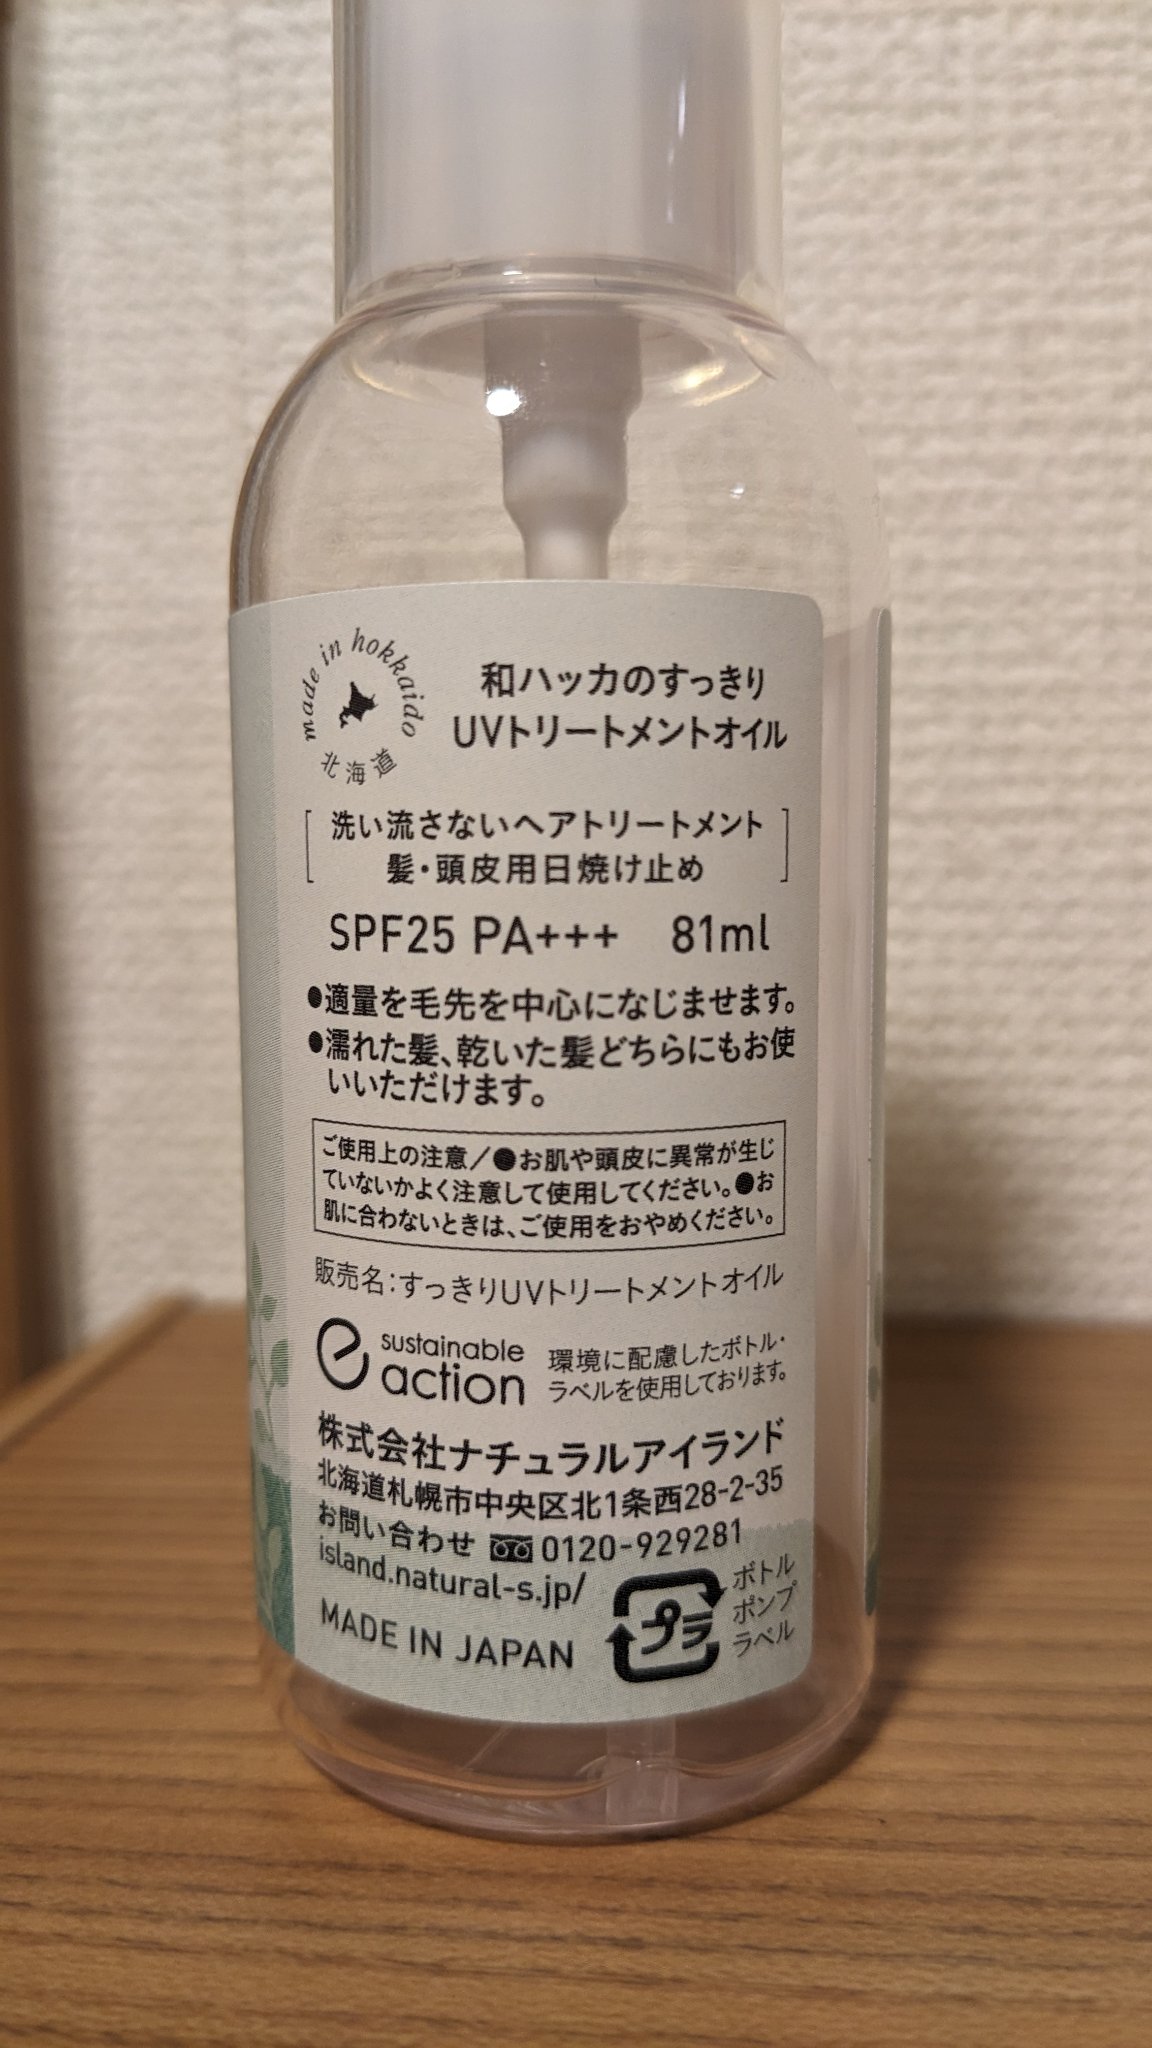 made in hokkaido
北海道
和ハッカのすっきり
UVトリートメントオイル
洗い流さないヘアトリートメント
髪・頭皮用日焼け止め
SPF25 PA+++ 81ml
●適量を毛先を中心になじませます。
●濡れた髪、乾いた髪どちらにもお使
いいただけます。
ご使用上の注意/●お肌や頭皮に異常が生じ
ていないかよく注意して使用してください。●お
肌に合わないときは、ご使用をおやめください。
販売名:すっきりUVトリートメントオイル
e sustainable
action
環境に配慮したボトル・
ラベルを使用しております。
株式会社ナチュラルアイランド
北海道札幌市中央区北1条西28-2-35
お問い合わせ 0120-929281
island.natural-s.jp/
MADE IN JAPAN
プラ
ボトル
ポンプ
ラベル